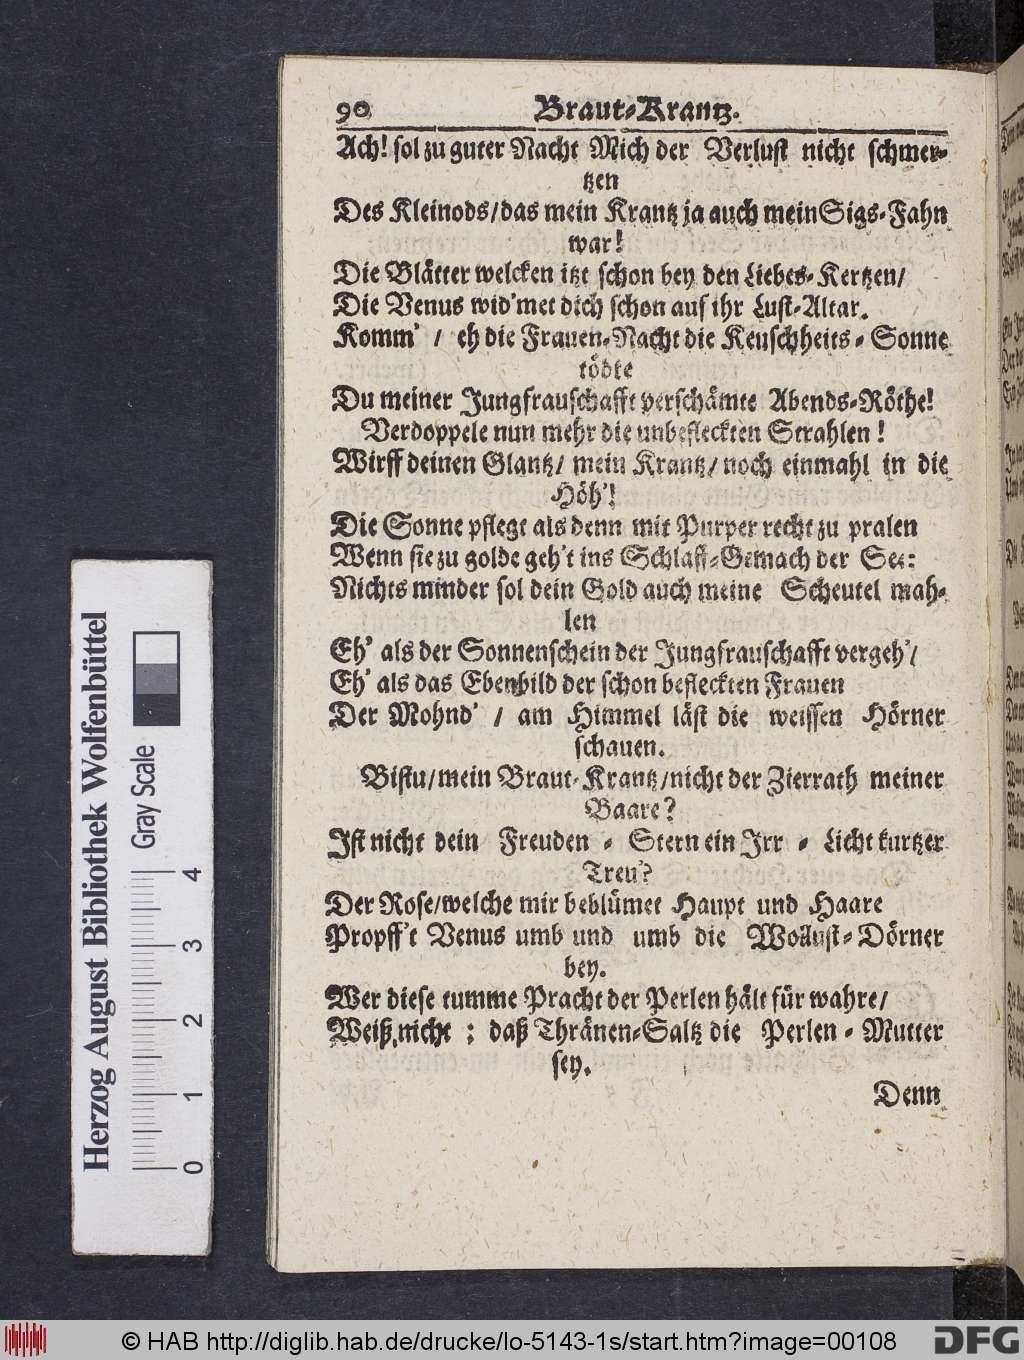 90 Braut-Krantz.
Ach! sol zu guter Nacht Mich der Verlust nicht schmer-
tzen
Des Kleinods/das mein Krantz ja auch mein Sigs-Fahn
war!
Die Blätter welcken itzt schon bey den Liebes-Kertzen/
Die Venus wid'met dich schon auf ihr Lust-Altar.
Komm' / eh die Frauen-Nacht die Keuschheits-Sonne
tödte
Du meiner Jungfrauschafft verschämte Abends-Röthe!
Verdoppele nun mehr die unbefleckten Strahlen!
Wirff deinen Glantz/ mein Krantz/ noch einmahl in die
Höh'!
Die Sonne pflegt als denn mit Purper recht zu pralen
Wenn sie zu golde geh't ins Schlaff-Gemach der See:
Nichts minder sol dein Gold auch meine Scheutel mah-
len
Eh' als der Sonnenschein der Jungfrauschafft vergeh'/
Eh' als das Ebenbild der schon befleckten Frauen
Der Mohnd' / am Himmel läst die weissen Hörner
schauen.
Bistu/mein Braut-Krantz/nicht der Zierrath meiner
Baare?
Ist nicht dein Freuden-Stern ein Irr-Licht kurtzer
Treu'?
Der Rose/welche mir beblümet Haupt und Haare
Propff't Venus umb und umb die Wollust-Dörner
bey.
Wer diese tumme Pracht der Perlen hält für wahre/
Weiß nicht : daß Thränen-Saltz die Perlen-Mutter
sey.
Denn
Herzog August Bibliothek Wolfenbüttel
Gray Scale
0 1 2 3 4
© HAB http://diglib.hab.de/drucke/lo-5143-1s/start.htm?image=00108
DFG